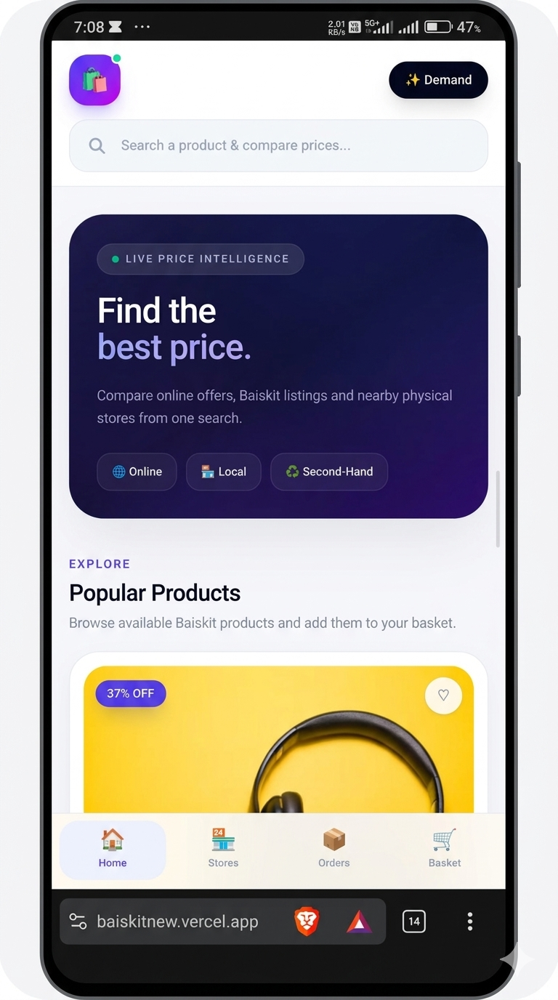 7:08 ...
2.01 RB/s Vo NB 5G+ 47%
✨ Demand
Search a product & compare prices...
LIVE PRICE INTELLIGENCE
Find the
best price.
Compare online offers, Baiskit listings and nearby physical
stores from one search.
Online Local Second-Hand
EXPLORE
Popular Products
Browse available Baiskit products and add them to your basket.
37% OFF
24
Home Stores Orders Basket
baiskitnew.vercel.app 14